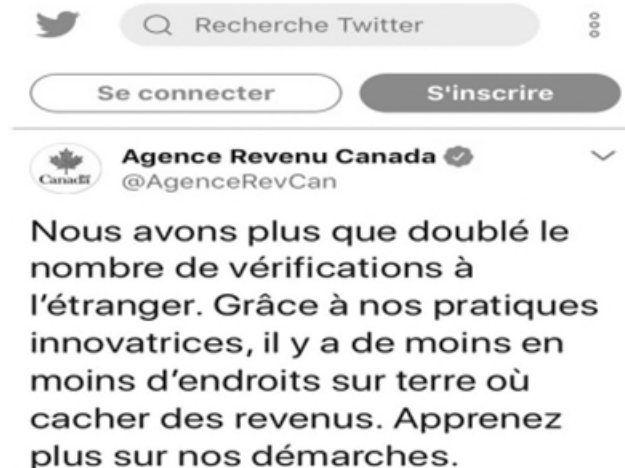 Recherche Twitter
Se connecter
S'inscrire
Agence Revenu Canada
Canada
@AgenceRevCan
Nous avons plus que doublé le
nombre de vérifications à
l'étranger. Grâce à nos pratiques
innovatrices, il y a de moins en
moins d'endroits sur terre où
cacher des revenus. Apprenez
plus sur nos démarches.